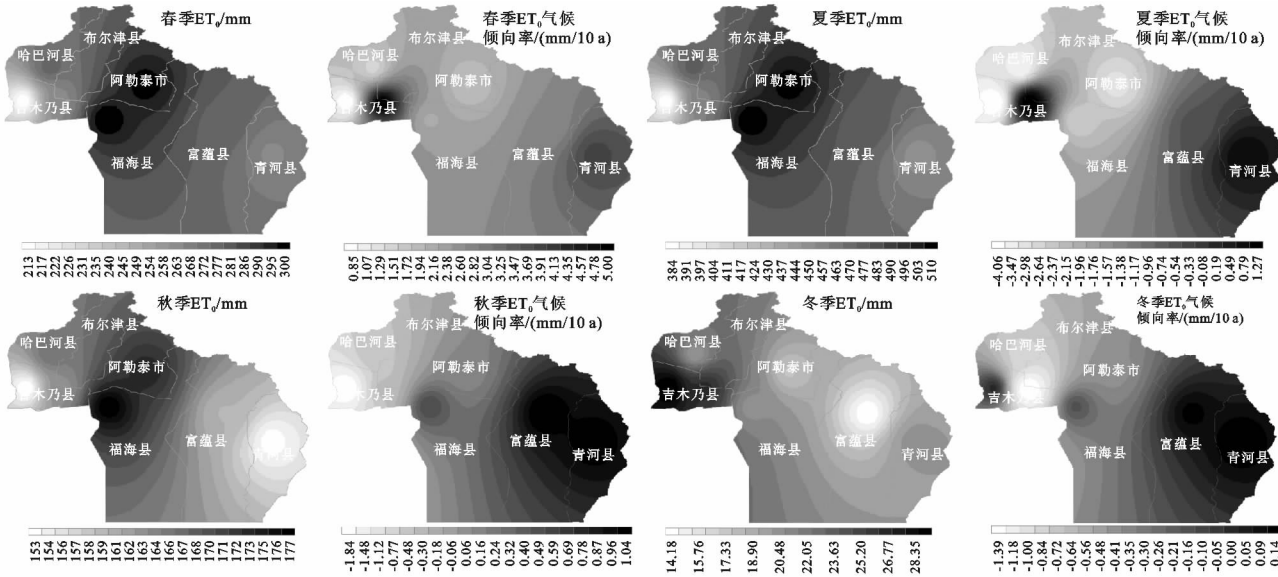 春季ET₀/mm
哈巴河县
布尔津县
阿勒泰市
吉木乃县
福海县
富蕴县
青河县
213 217 222 226 231 235 240 245 249 254 258 263 268 272 277 281 286 290 295 300
春季ET₀气候
倾向率/(mm/10 a)
哈巴河县
布尔津县
阿勒泰市
吉木乃县
福海县
富蕴县
青河县
0.85 1.07 1.29 1.51 1.72 1.94 2.16 2.38 2.60 2.82 3.04 3.25 3.47 3.69 3.91 4.13 4.35 4.57 4.78 5.00
夏季ET₀/mm
哈巴河县
布尔津县
阿勒泰市
吉木乃县
福海县
富蕴县
青河县
384 391 397 404 411 417 424 430 437 444 450 457 463 470 477 483 490 496 503 510
夏季ET₀气候
倾向率/(mm/10 a)
哈巴河县
布尔津县
阿勒泰市
木乃县
福海县
富蕴县
青河县
-4.06 -3.47 -2.98 -2.64 -2.37 -2.15 -1.96 -1.76 -1.57 -1.38 -1.17 -0.96 -0.74 -0.54 -0.33 -0.08 0.19 0.49 0.79 1.27
秋季ET₀/mm
哈巴河县
布尔津县
阿勒泰市
吉木乃县
福海县
富蕴县
青河县
153 154 156 157 158 159 161 162 163 165 166 167 168 170 171 172 173 175 176 177
秋季ET₀气候
倾向率/(mm/10 a)
哈巴河县
布尔津县
阿勒泰市
吉木乃县
福海县
富蕴县
青河县
-1.84 -1.48 -1.12 -0.77 -0.48 -0.30 -0.18 -0.06 0.06 0.16 0.24 0.32 0.40 0.49 0.59 0.69 0.78 0.87 0.96 1.04
冬季ET₀/mm
哈巴河县
布尔津县
阿勒泰市
吉木乃县
福海县
富蕴县
青河县
14.18 15.76 17.33 18.90 20.48 22.05 23.63 25.20 26.77 28.35
冬季ET₀气候
倾向率/(mm/10 a)
哈巴河县
布尔津县
阿勒泰市
吉木乃县
福海县
富蕴县
青河县
-1.39 -1.18 -1.00 -0.84 -0.72 -0.64 -0.56 -0.51 -0.45 -0.41 -0.35 -0.30 -0.26 -0.21 -0.16 -0.10 -0.05 0.00 0.05 0.09 0.14